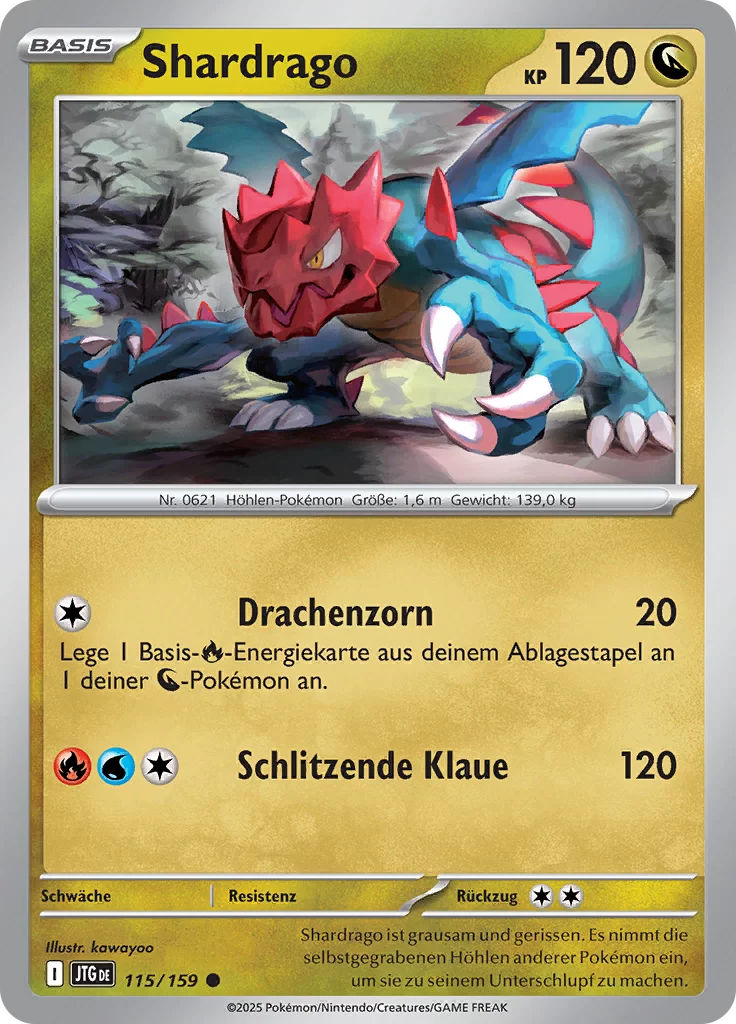 BASIS Shardrago KP 120
Nr. 0621 Höhlen-Pokémon Größe: 1,6 m Gewicht: 139,0 kg
Drachenzorn 20
Lege 1 Basis-🔥-Energiekarte aus deinem Ablagestapel an
1 deiner -Pokémon an.
Schlitzende Klaue 120
Schwäche Resistenz Rückzug
Illustr. kawayoo
I JTG DE 115/159
Shardrago ist grausam und gerissen. Es nimmt die
selbstgegrabenen Höhlen anderer Pokémon ein,
um sie zu seinem Unterschlupf zu machen.
©2025 Pokémon/Nintendo/Creatures/GAME FREAK